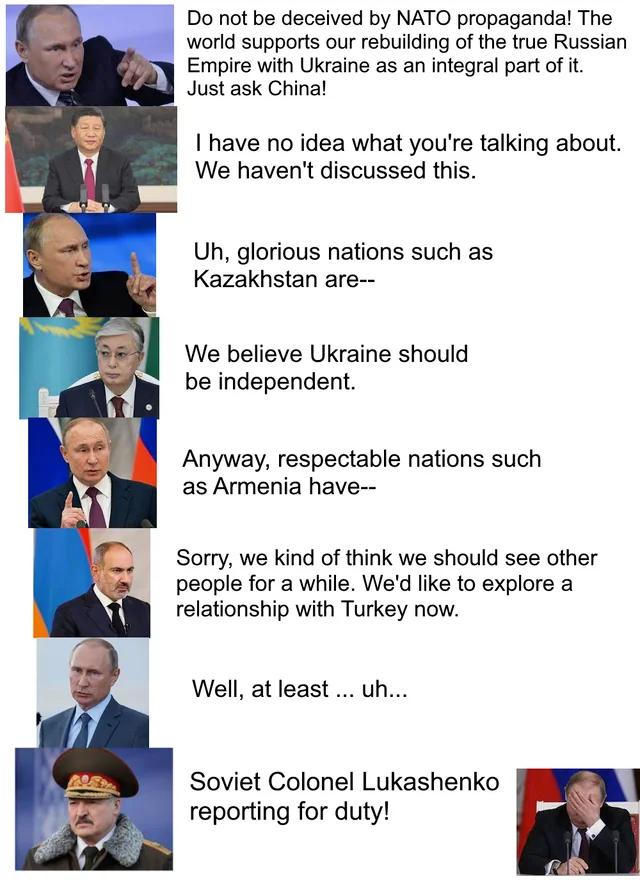 Do not be deceived by NATO propaganda! The
world supports our rebuilding of the true Russian
Empire with Ukraine as an integral part of it.
Just ask China!
I have no idea what you're talking about.
We haven't discussed this.
Uh, glorious nations such as
Kazakhstan are--
We believe Ukraine should
be independent.
Anyway, respectable nations such
as Armenia have--
Sorry, we kind of think we should see other
people for a while. We'd like to explore a
relationship with Turkey now.
Well, at least ... uh...
Soviet Colonel Lukashenko
reporting for duty!